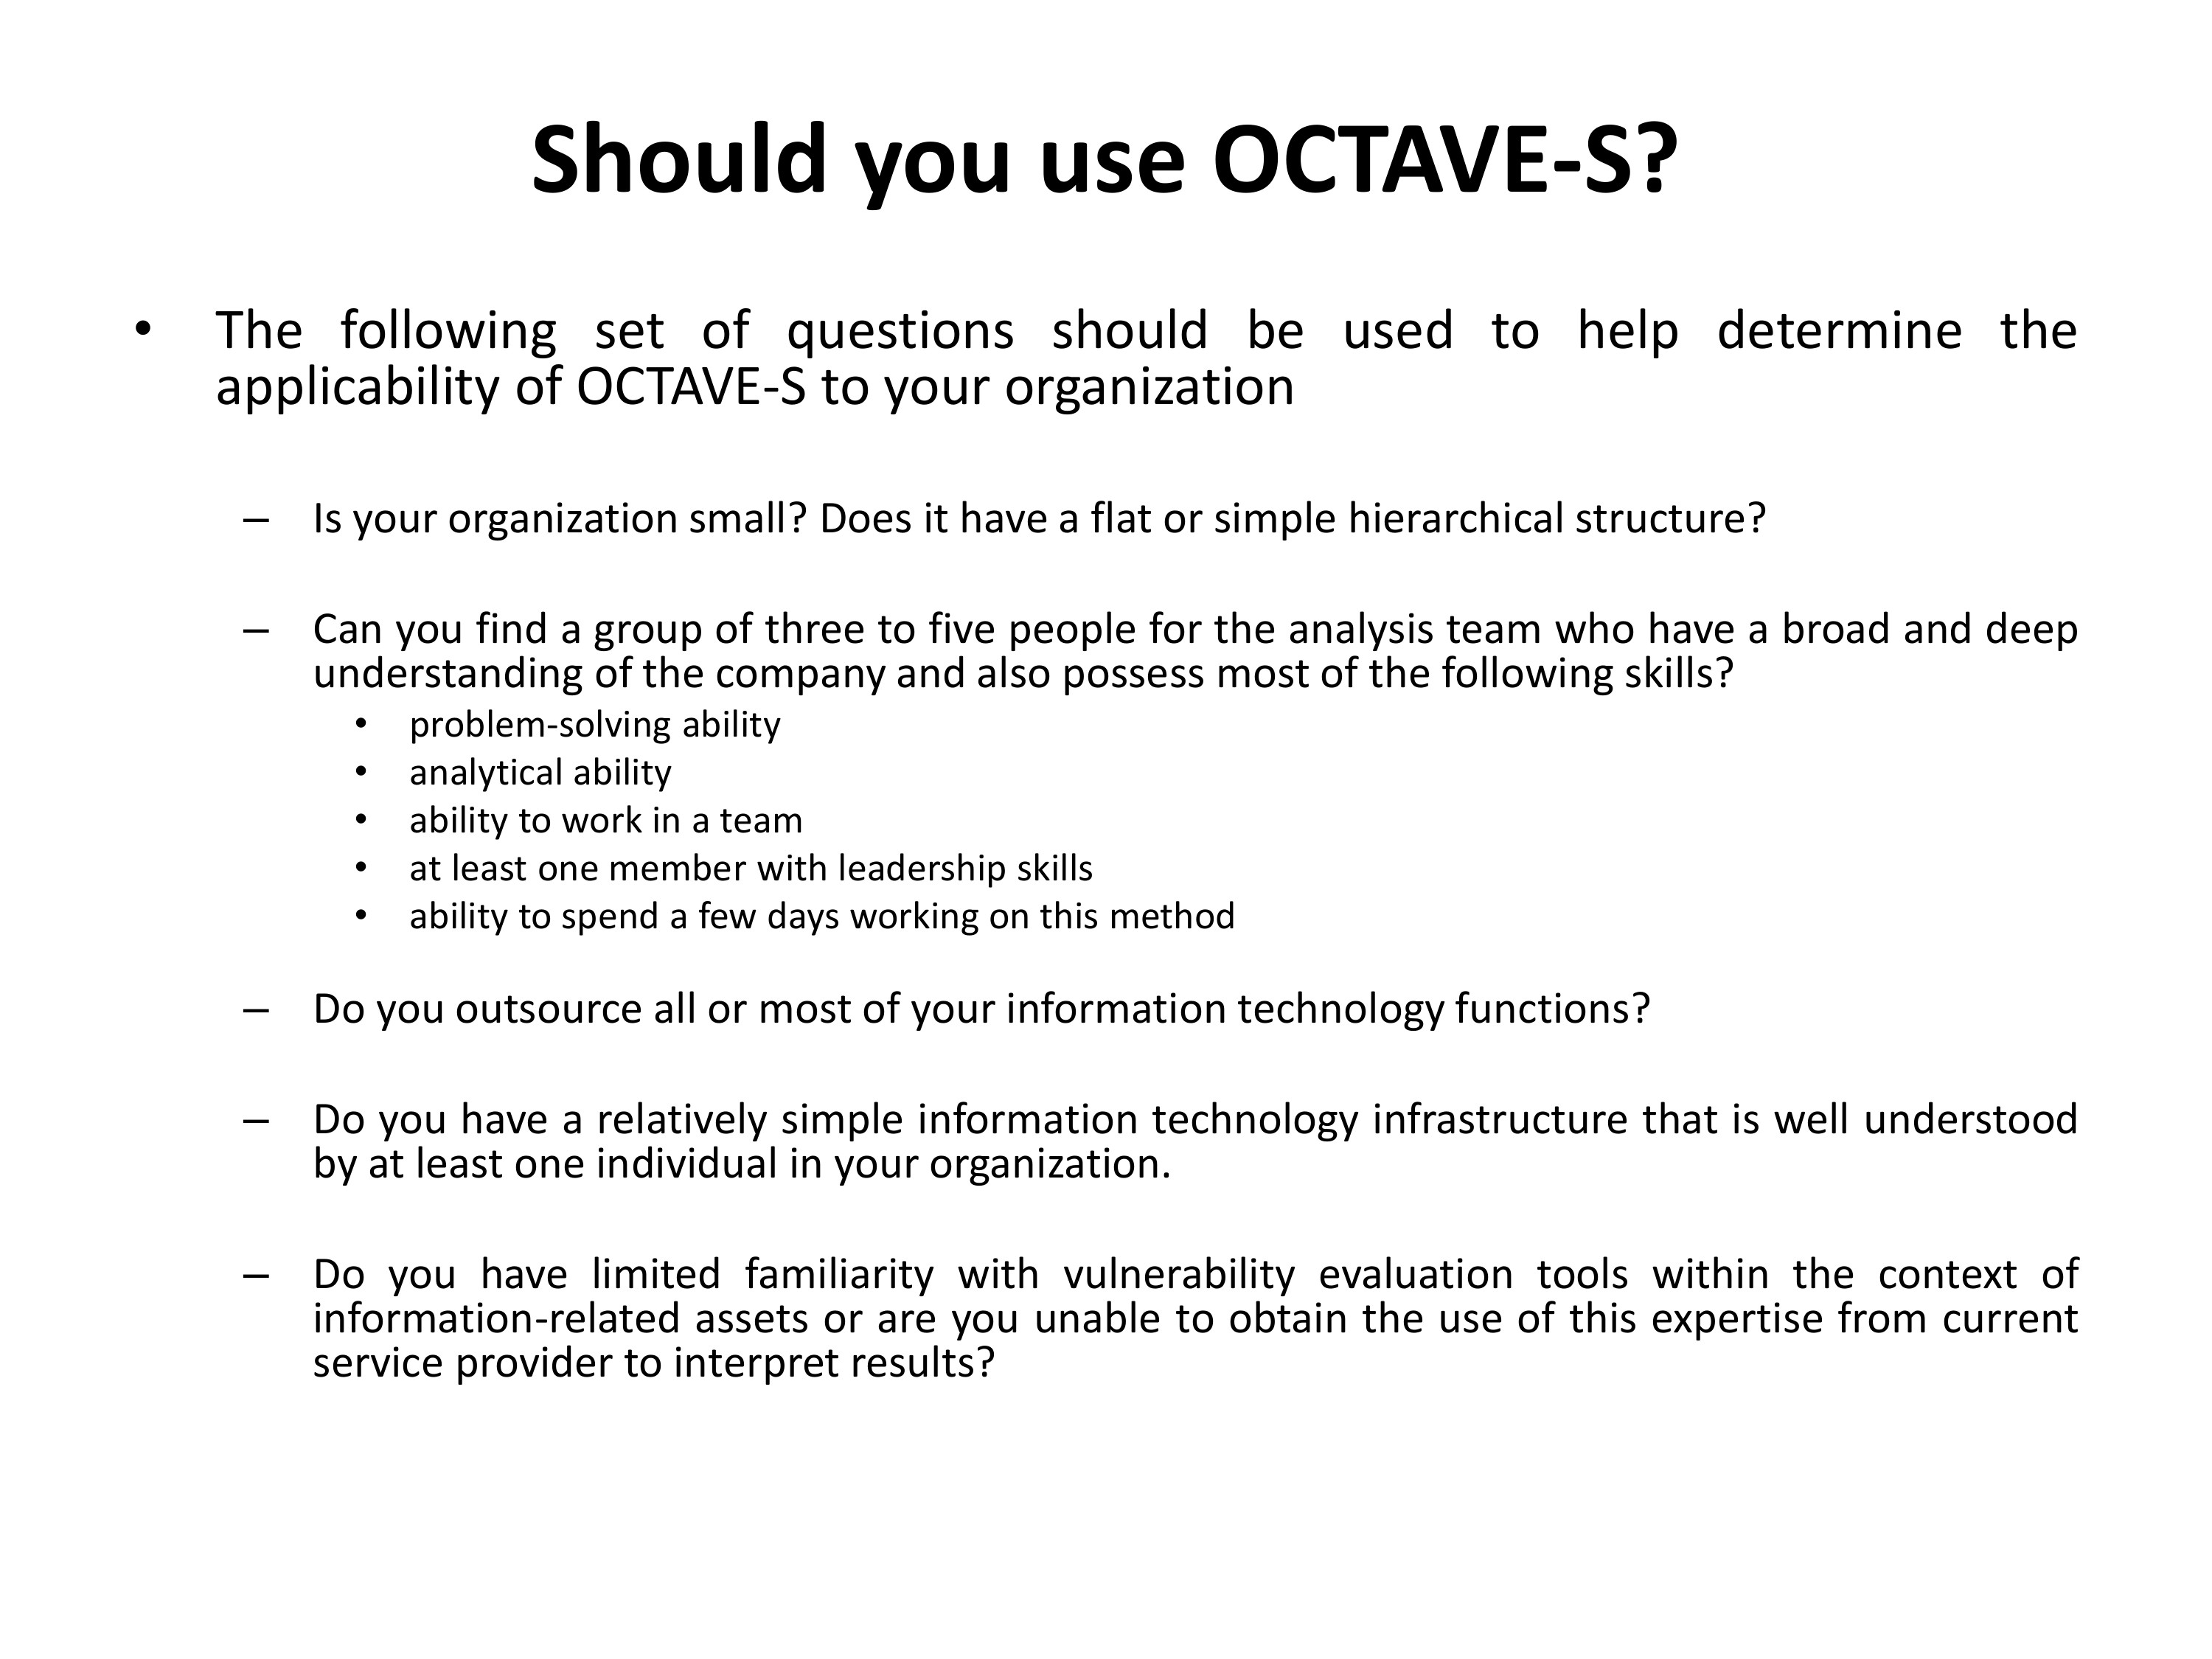 Should you use OCTAVE-S?
• The following set of questions should be used to help determine the
applicability of OCTAVE-S to your organization
– Is your organization small? Does it have a flat or simple hierarchical structure?
– Can you find a group of three to five people for the analysis team who have a broad and deep
understanding of the company and also possess most of the following skills?
• problem-solving ability
• analytical ability
• ability to work in a team
• at least one member with leadership skills
• ability to spend a few days working on this method
– Do you outsource all or most of your information technology functions?
– Do you have a relatively simple information technology infrastructure that is well understood
by at least one individual in your organization.
– Do you have limited familiarity with vulnerability evaluation tools within the context of
information-related assets or are you unable to obtain the use of this expertise from current
service provider to interpret results?